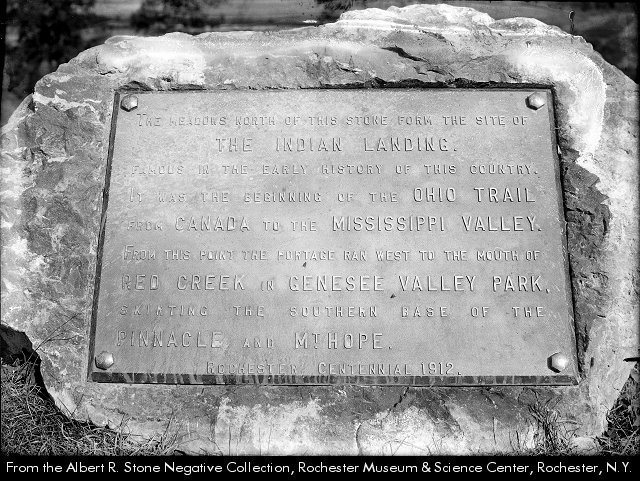 The meadows north of this stone form the site of
THE INDIAN LANDING.
famous in the early history of this country.
It was the beginning of the OHIO TRAIL
from CANADA to the MISSISSIPPI VALLEY.
From this point the portage ran west to the mouth of
RED CREEK in GENESEE VALLEY PARK,
skirting the southern base of the
PINNACLE and MT.HOPE.
Rochester Centennial 1912.
From the Albert R. Stone Negative Collection, Rochester Museum & Science Center, Rochester, N.Y.